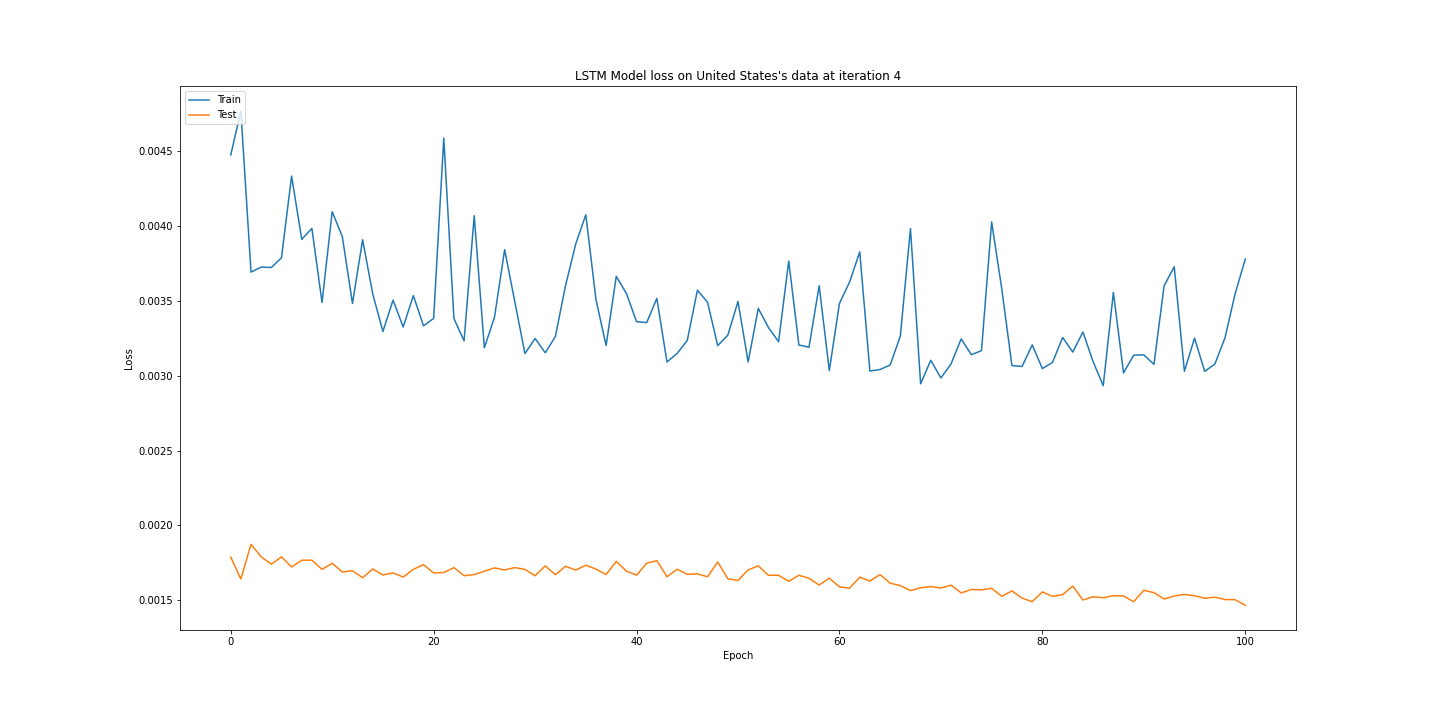 LSTM Model loss on United States's data at iteration 4
Train
Test
0.0045
0.0040
0.0035
0.0030
0.0025
0.0020
0.0015
Loss
0 20 40 60 80 100
Epoch